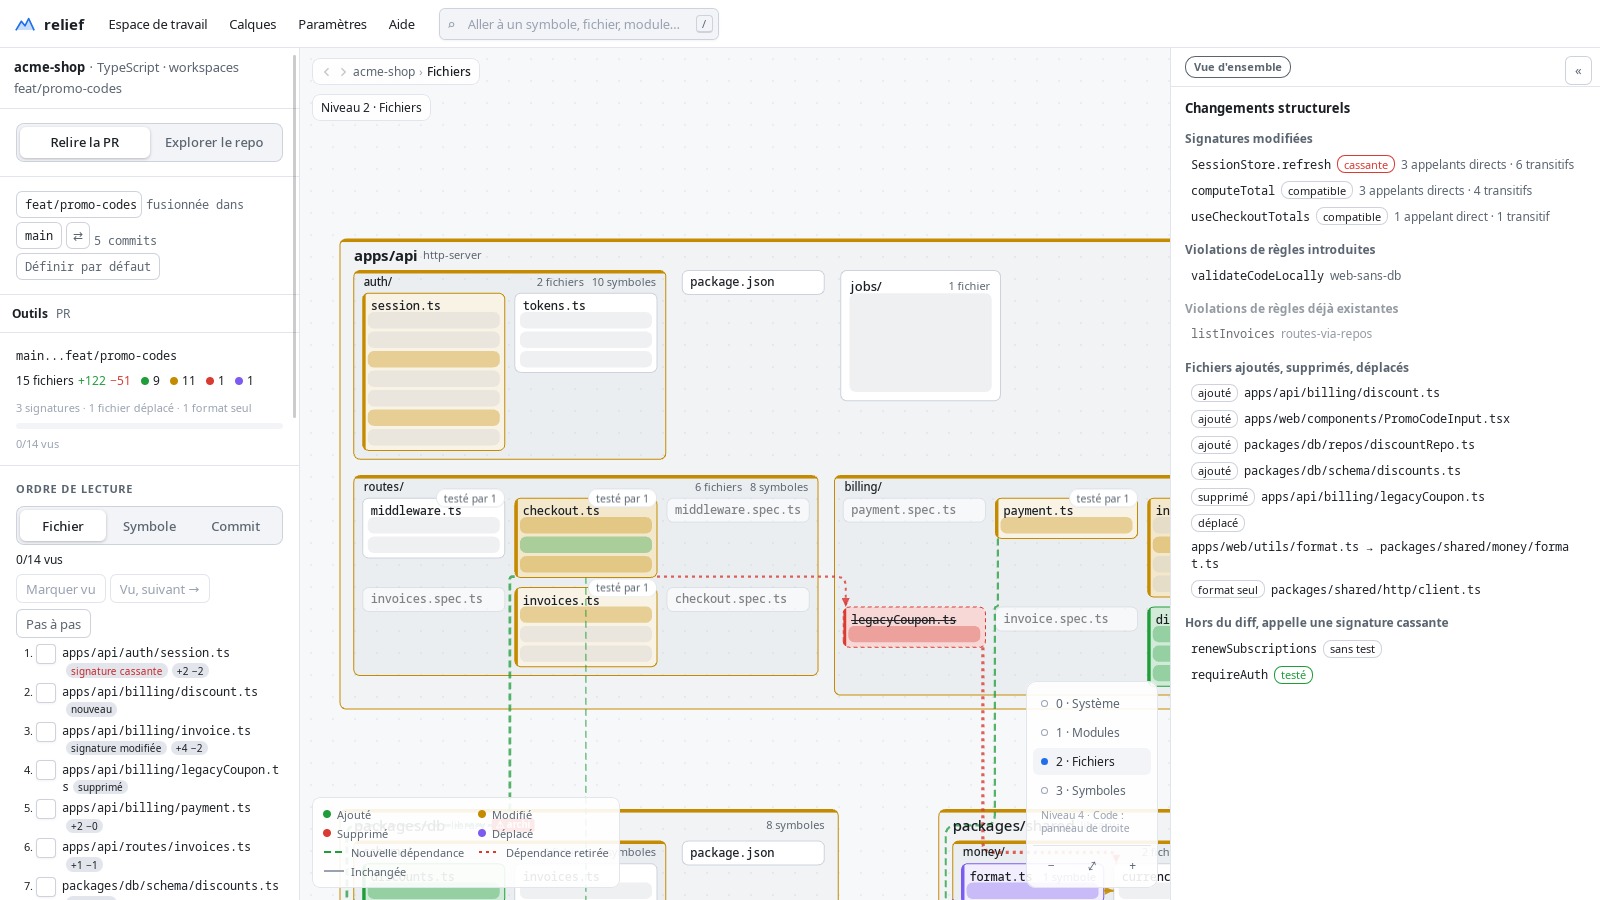 relief
Espace de travail
Calques
Paramètres
Aide
Aller à un symbole, fichier, module...
/
acme-shop · TypeScript · workspaces
feat/promo-codes
Relire la PR
Explorer le repo
feat/promo-codes fusionnée dans
main ⇄ 5 commits
Définir par défaut
Outils PR
main...feat/promo-codes
15 fichiers +122 −51 9 11 1 1
3 signatures · 1 fichier déplacé · 1 format seul
0/14 vus
ORDRE DE LECTURE
Fichier
Symbole
Commit
0/14 vus
Marquer vu
Vu, suivant →
Pas à pas
1. apps/api/auth/session.ts
signature cassante +2 −2
2. apps/api/billing/discount.ts
nouveau
3. apps/api/billing/invoice.ts
signature modifiée +4 −2
4. apps/api/billing/legacyCoupon.t
s supprimé
5. apps/api/billing/payment.ts
+2 −0
6. apps/api/routes/invoices.ts
+1 −1
7. packages/db/schema/discounts.ts
‹ › acme-shop › Fichiers
Niveau 2 · Fichiers
apps/api http-server
auth/ 2 fichiers 10 symboles
session.ts
tokens.ts
package.json
jobs/ 1 fichier
routes/ 6 fichiers 8 symboles
testé par 1
middleware.ts
testé par 1
checkout.ts
middleware.spec.ts
invoices.spec.ts
testé par 1
invoices.ts
checkout.spec.ts
billing/
payment.spec.ts
testé par 1
payment.ts
in
legacyCoupon.ts
invoice.spec.ts
di
packages/db
8 symboles
package.json
discounts.ts
invoices.ts
packages/
money/
format.ts 1 symbole
Ajouté
Modifié
Supprimé
Déplacé
Nouvelle dépendance
Dépendance retirée
Inchangée
0 · Système
1 · Modules
2 · Fichiers
3 · Symboles
Niveau 4 · Code :
panneau de droite
− ⤢ +
Vue d'ensemble
«
Changements structurels
Signatures modifiées
SessionStore.refresh cassante 3 appelants directs · 6 transitifs
computeTotal compatible 3 appelants directs · 4 transitifs
useCheckoutTotals compatible 1 appelant direct · 1 transitif
Violations de règles introduites
validateCodeLocally web-sans-db
Violations de règles déjà existantes
listInvoices routes-via-repos
Fichiers ajoutés, supprimés, déplacés
ajouté apps/api/billing/discount.ts
ajouté apps/web/components/PromoCodeInput.tsx
ajouté packages/db/repos/discountRepo.ts
ajouté packages/db/schema/discounts.ts
supprimé apps/api/billing/legacyCoupon.ts
déplacé
apps/web/utils/format.ts → packages/shared/money/forma
t.ts
format seul packages/shared/http/client.ts
Hors du diff, appelle une signature cassante
renewSubscriptions sans test
requireAuth testé